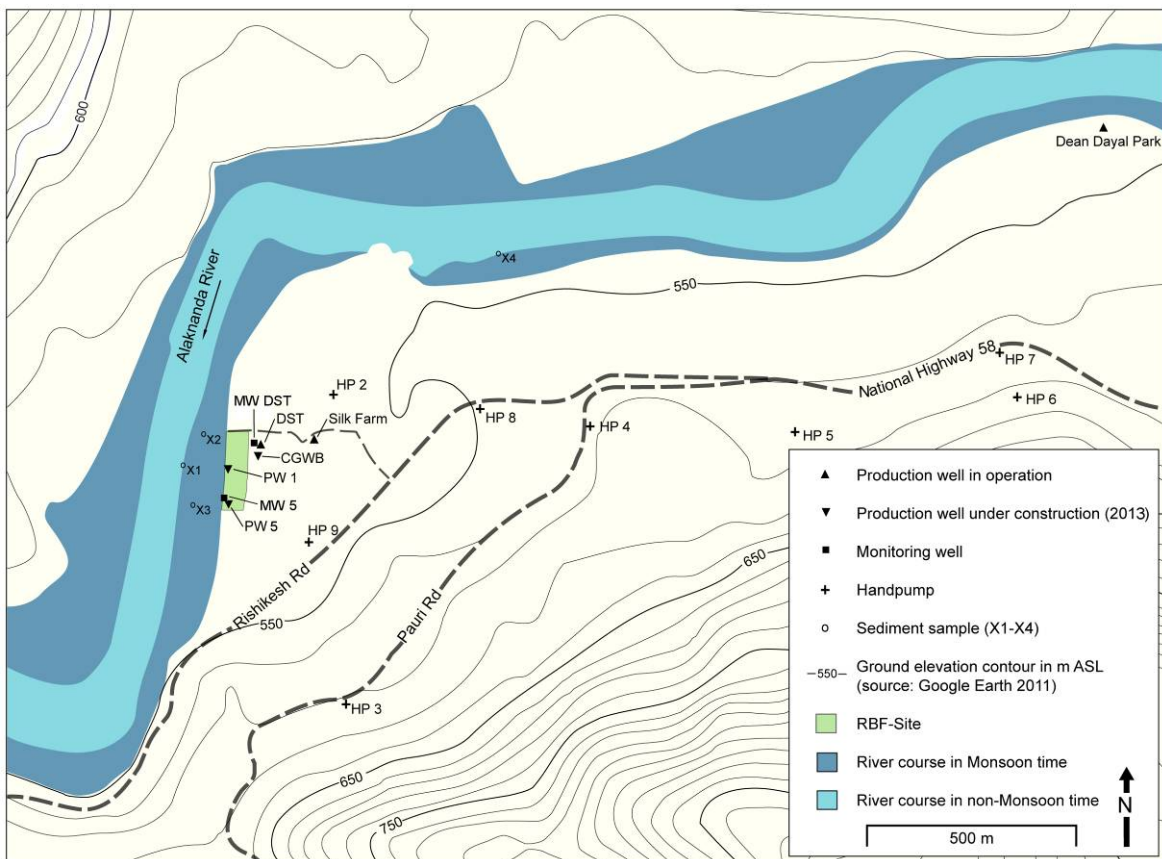 600
Dean Dayal Park
X4
550
Alaknanda River
National Highway 58
HP 7
HP 2
HP 6
MW DST
DST
Silk Farm
HP 8
X2
HP 4
HP 5
CGWB
X1
PW 1
MW 5
X3
PW 5
HP 9
Rishikesh Rd
550
Pauri Rd
650
HP 3
650
750
Production well in operation
Production well under construction (2013)
Monitoring well
Handpump
Sediment sample (X1-X4)
-550- Ground elevation contour in m ASL
(source: Google Earth 2011)
RBF-Site
River course in Monsoon time
River course in non-Monsoon time
N
500 m